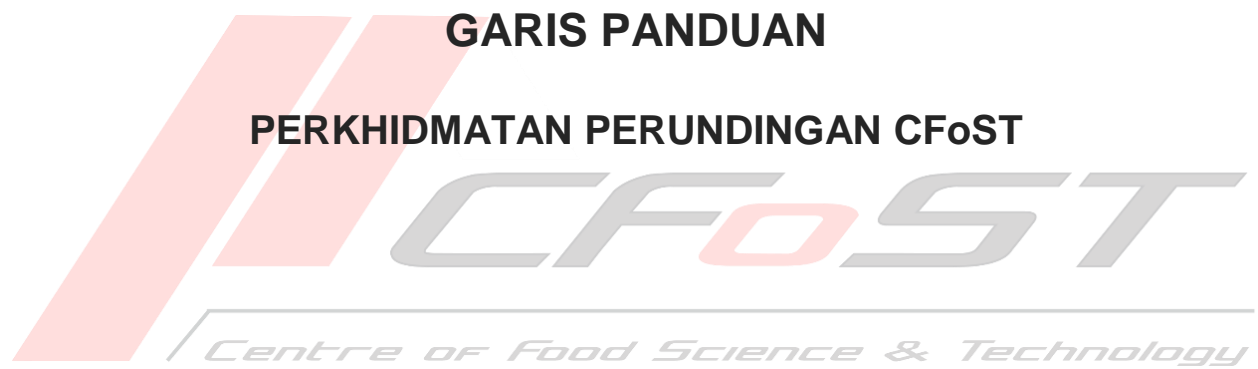 GARIS PANDUAN
PERKHIDMATAN PERUNDINGAN CFoST
CFoST
Centre of Food Science & Technology